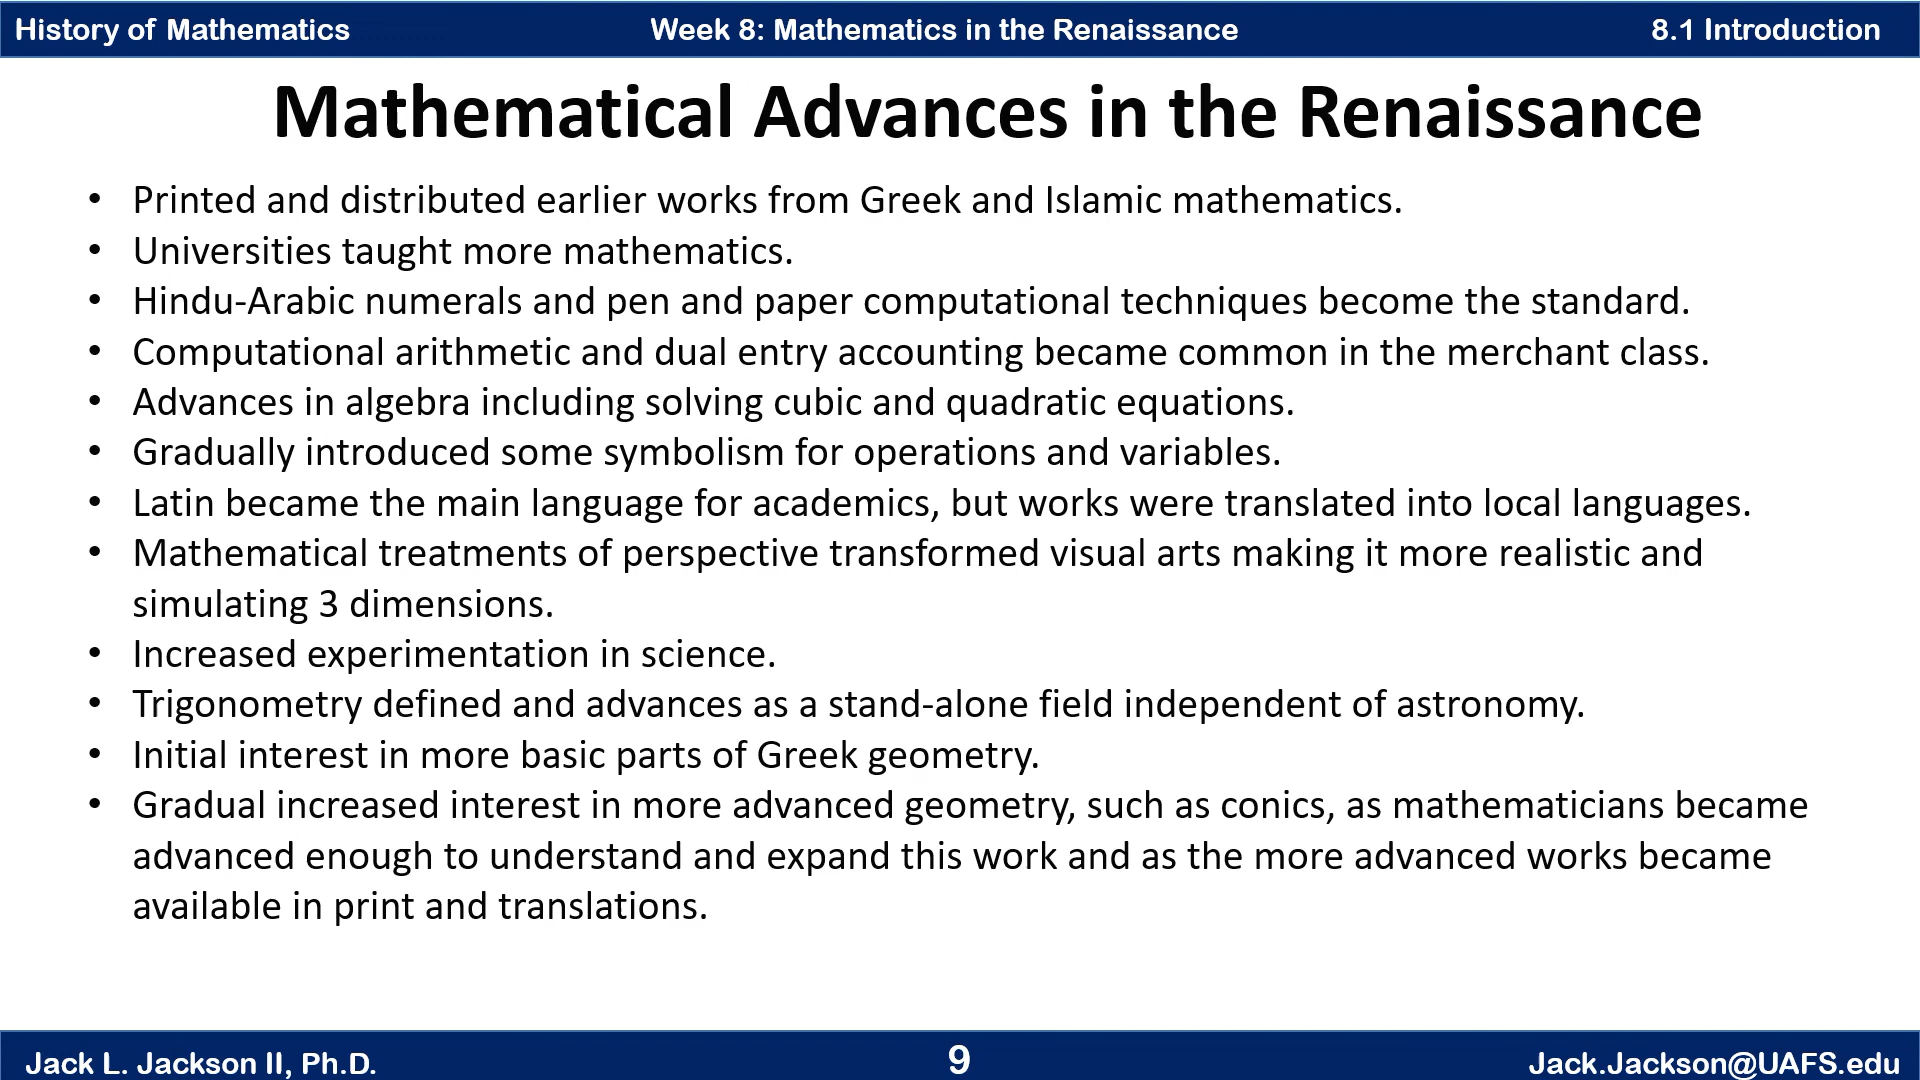 History of Mathematics
Week 8: Mathematics in the Renaissance
8.1 Introduction
Mathematical Advances in the Renaissance
• Printed and distributed earlier works from Greek and Islamic mathematics.
• Universities taught more mathematics.
• Hindu-Arabic numerals and pen and paper computational techniques become the standard.
• Computational arithmetic and dual entry accounting became common in the merchant class.
• Advances in algebra including solving cubic and quadratic equations.
• Gradually introduced some symbolism for operations and variables.
• Latin became the main language for academics, but works were translated into local languages.
• Mathematical treatments of perspective transformed visual arts making it more realistic and
simulating 3 dimensions.
• Increased experimentation in science.
• Trigonometry defined and advances as a stand-alone field independent of astronomy.
• Initial interest in more basic parts of Greek geometry.
• Gradual increased interest in more advanced geometry, such as conics, as mathematicians became
advanced enough to understand and expand this work and as the more advanced works became
available in print and translations.
Jack L. Jackson II, Ph.D.
9
Jack.Jackson@UAFS.edu